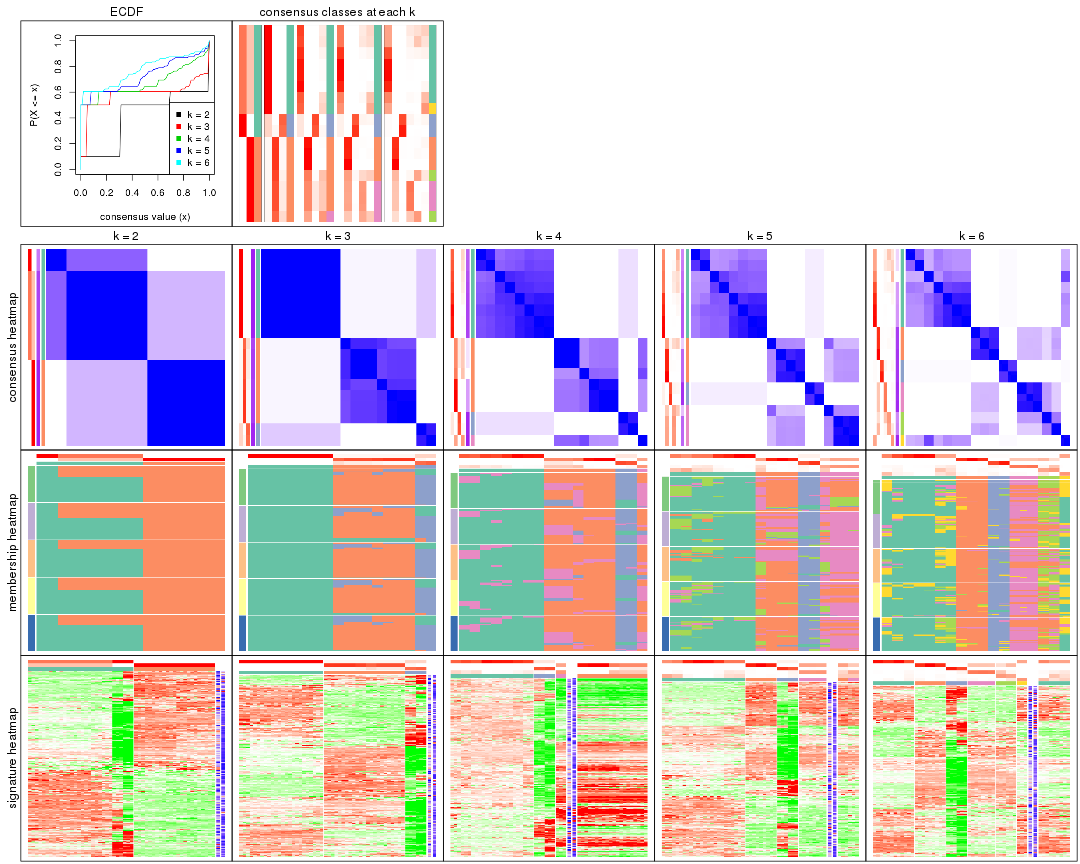 ECDF
consensus classes at each k
P(X <= x)
0.0
0.2
0.4
0.6
0.8
1.0
k = 2
k = 3
k = 4
k = 5
k = 6
0.0 0.2 0.4 0.6 0.8 1.0
consensus value (x)
k = 2
k = 3
k = 4
k = 5
k = 6
consensus heatmap
membership heatmap
signature heatmap